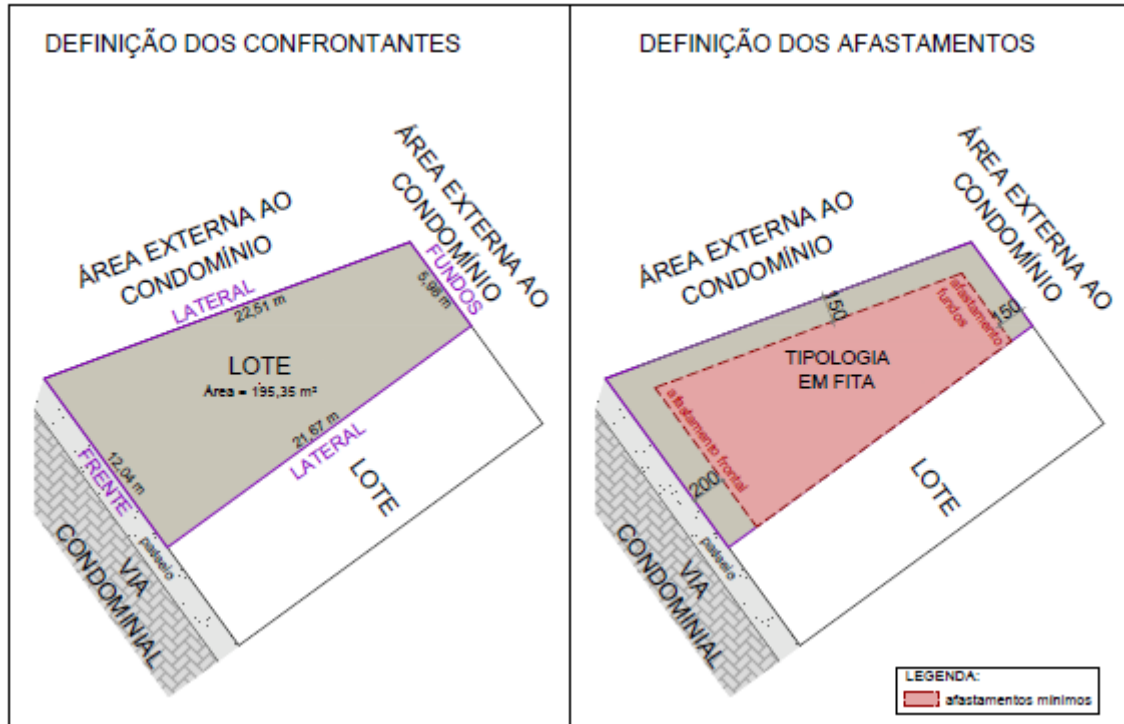 DEFINIÇÃO DOS CONFRONTANTES
ÁREA EXTERNA AO
CONDOMÍNIO
ÁREA EXTERNA AO
CONDOMÍNIO
LATERAL
22,51 m
FUNDOS
5,96 m
LOTE
Área = 195,35 m²
12,04 m
FRENTE
21,67 m
LATERAL
LOTE
passeio
VIA
CONDOMINIAL
DEFINIÇÃO DOS AFASTAMENTOS
ÁREA EXTERNA AO
CONDOMÍNIO
ÁREA EXTERNA AO
CONDOMÍNIO
150
afastamento
fundos
150
TIPOLOGIA
EM FITA
afastamento frontal
200
LOTE
passeio
VIA
CONDOMINIAL
LEGENDA:
afastamentos mínimos